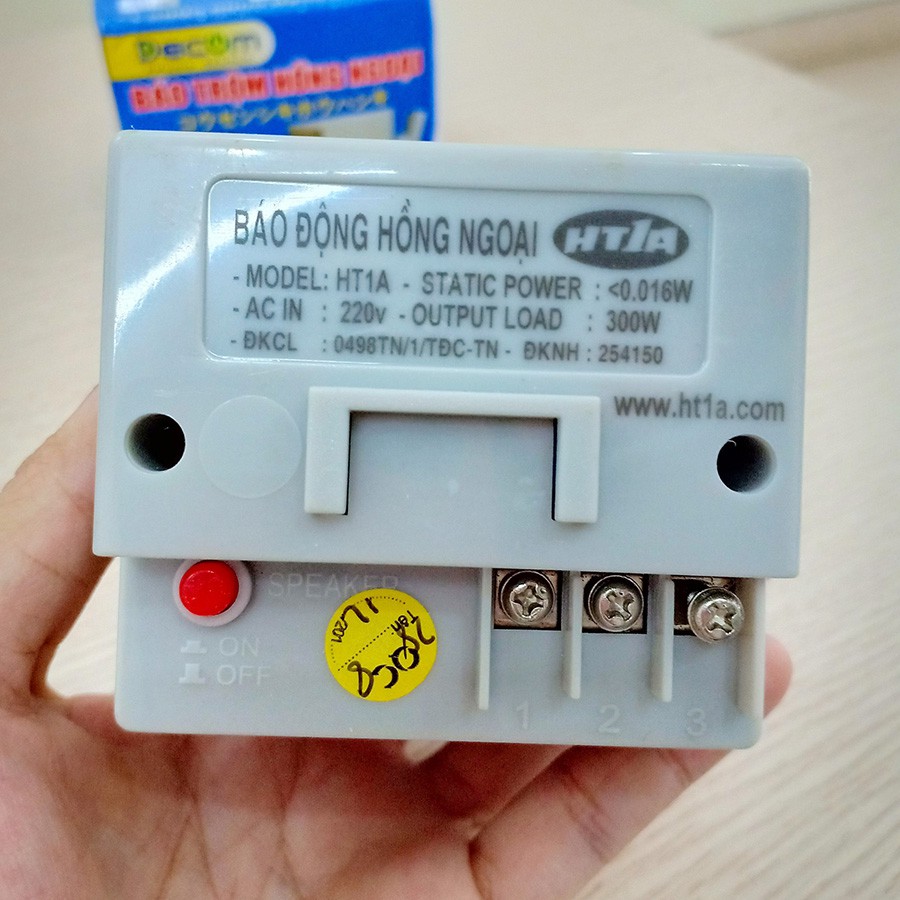 Decom
BÁO TRỘM HỒNG NGOẠI
BÁO ĐỘNG HỒNG NGOẠI HT1A
- MODEL: HT1A - STATIC POWER : <0.016W
- AC IN : 220v - OUTPUT LOAD : 300W
- ĐKCL : 0498TN/1/TĐC-TN - ĐKNH : 254150
www.ht1a.com
SPEAKER
ON
OFF
1 2 3